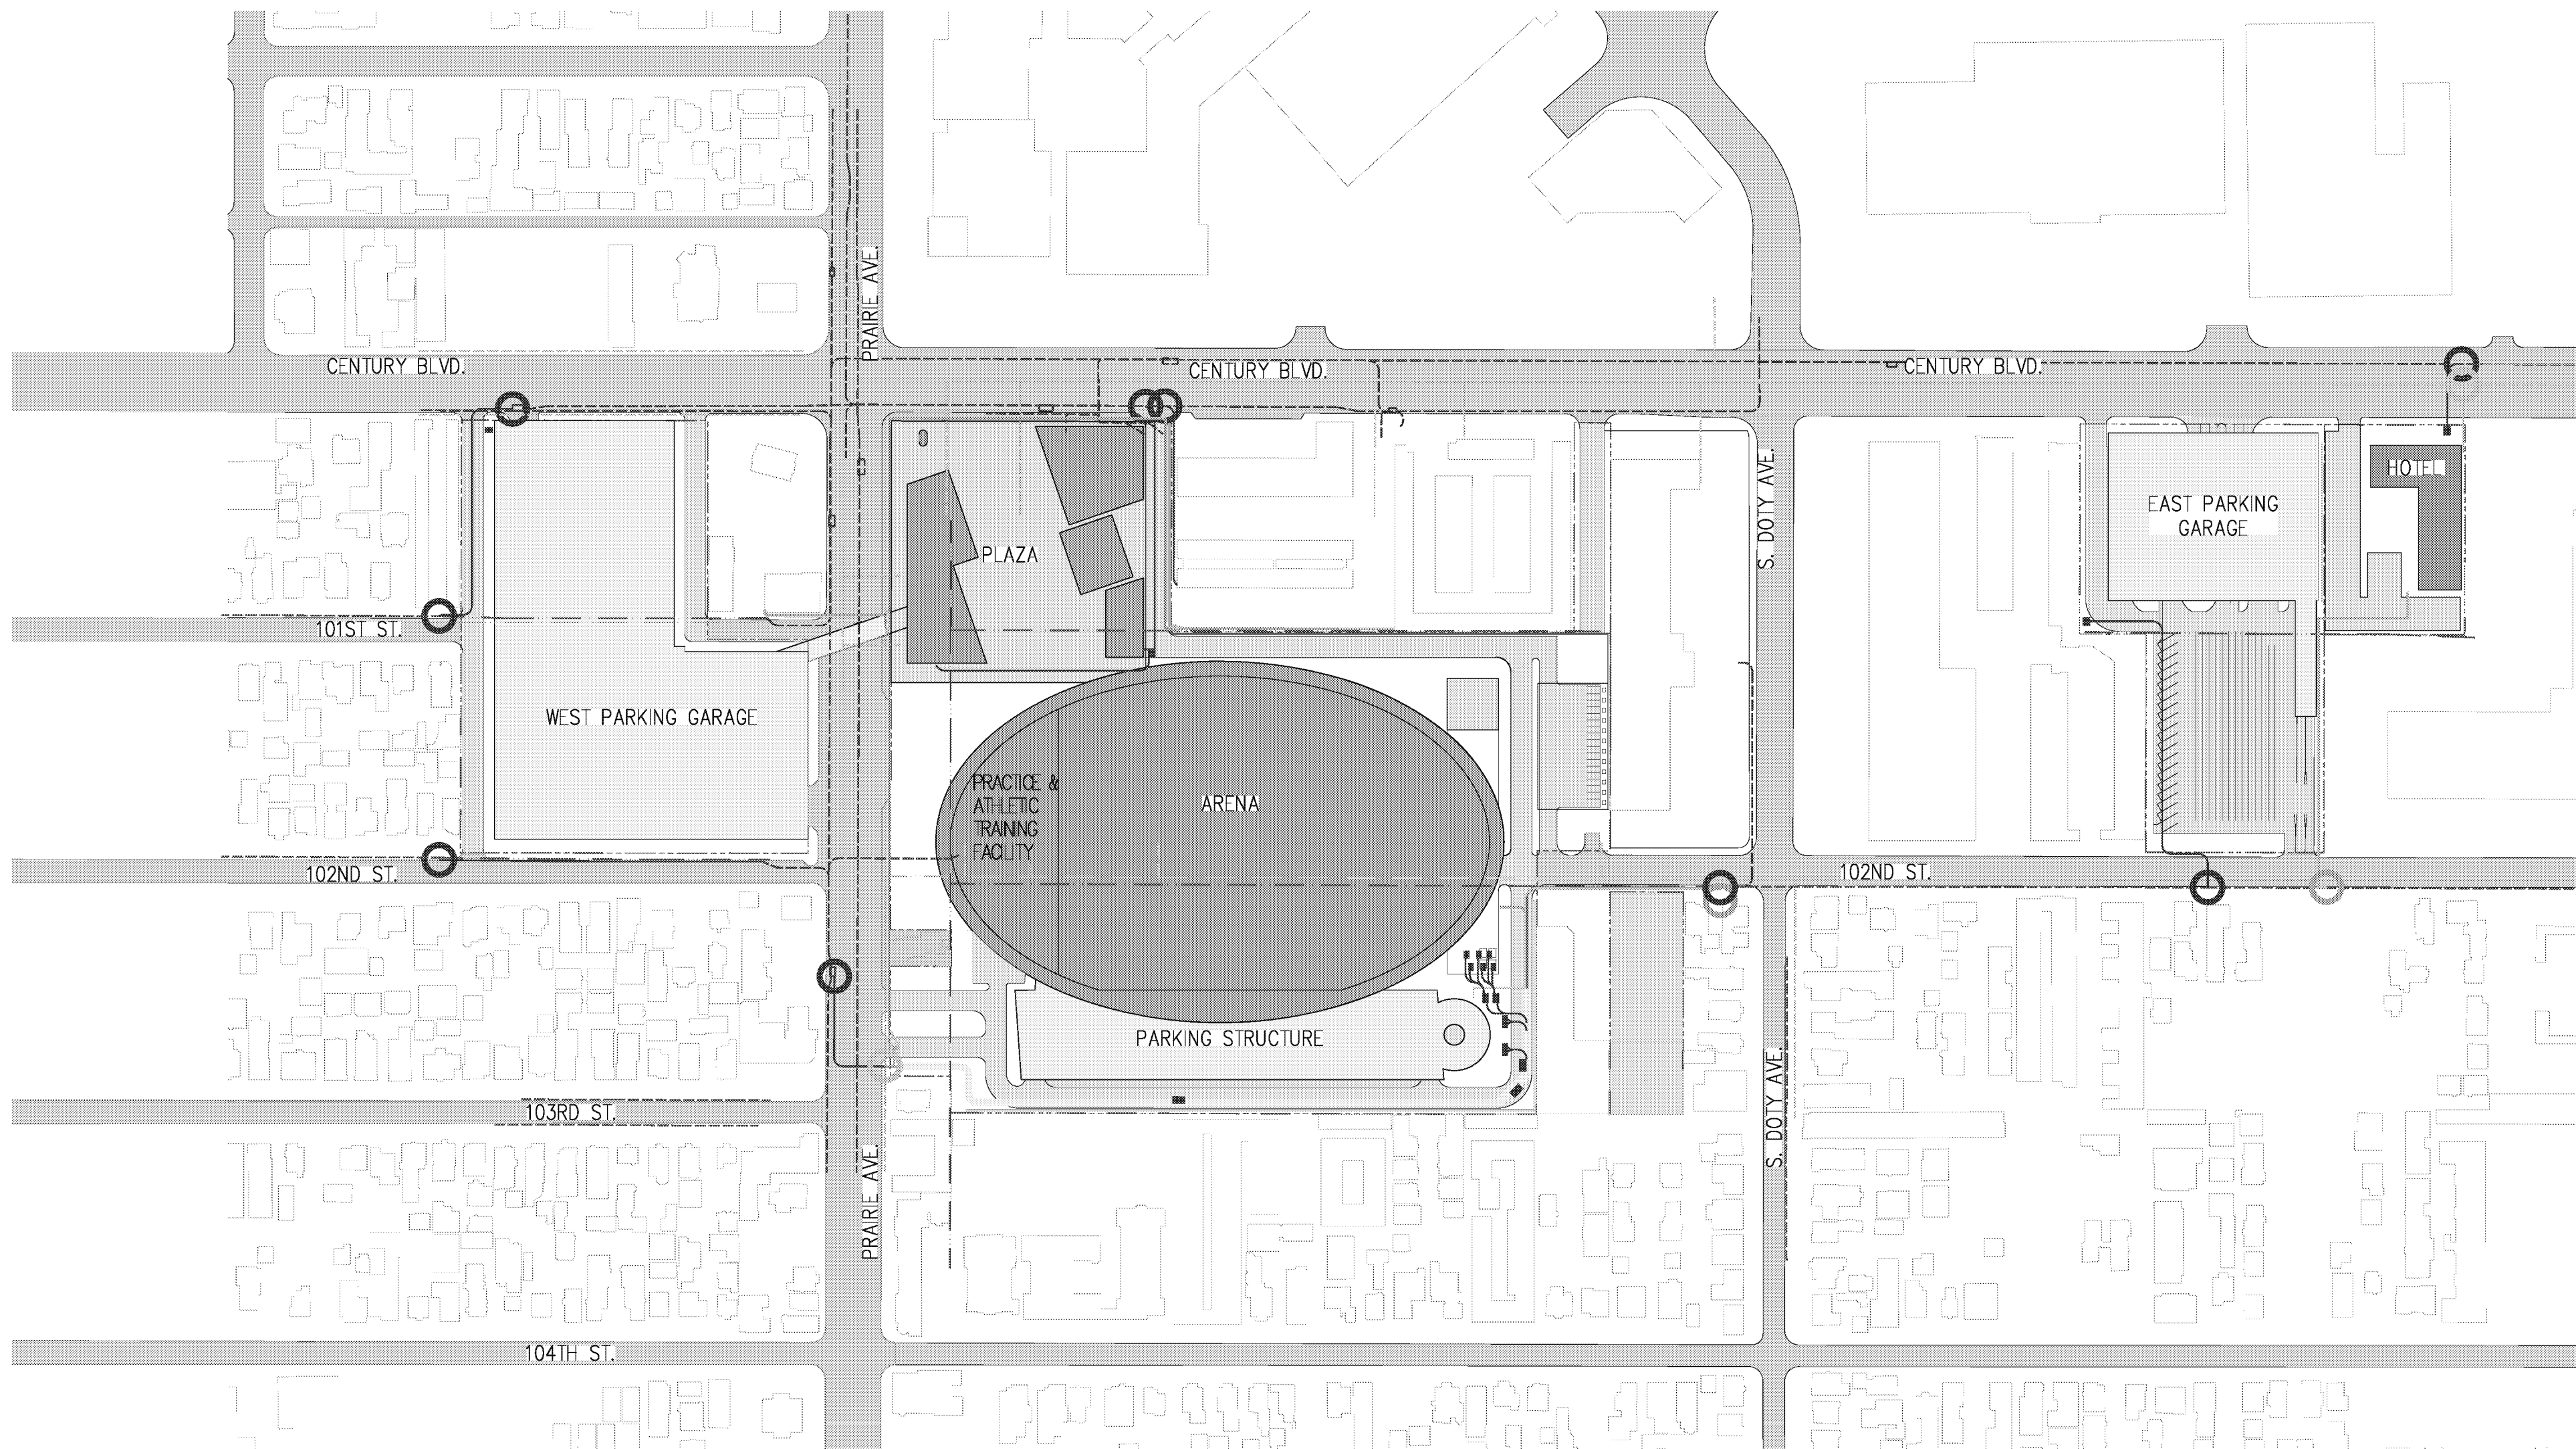 PRAIRIE AVE.
CENTURY BLVD.
CENTURY BLVD.
CENTURY BLVD.
HOTEL
EAST PARKING
GARAGE
S. DOTY AVE.
PLAZA
101ST ST.
WEST PARKING GARAGE
PRACTICE &
ATHLETIC
TRAINING
FACILITY
ARENA
102ND ST.
102ND ST.
PARKING STRUCTURE
103RD ST.
S. DOTY AVE.
PRAIRIE AVE.
104TH ST.